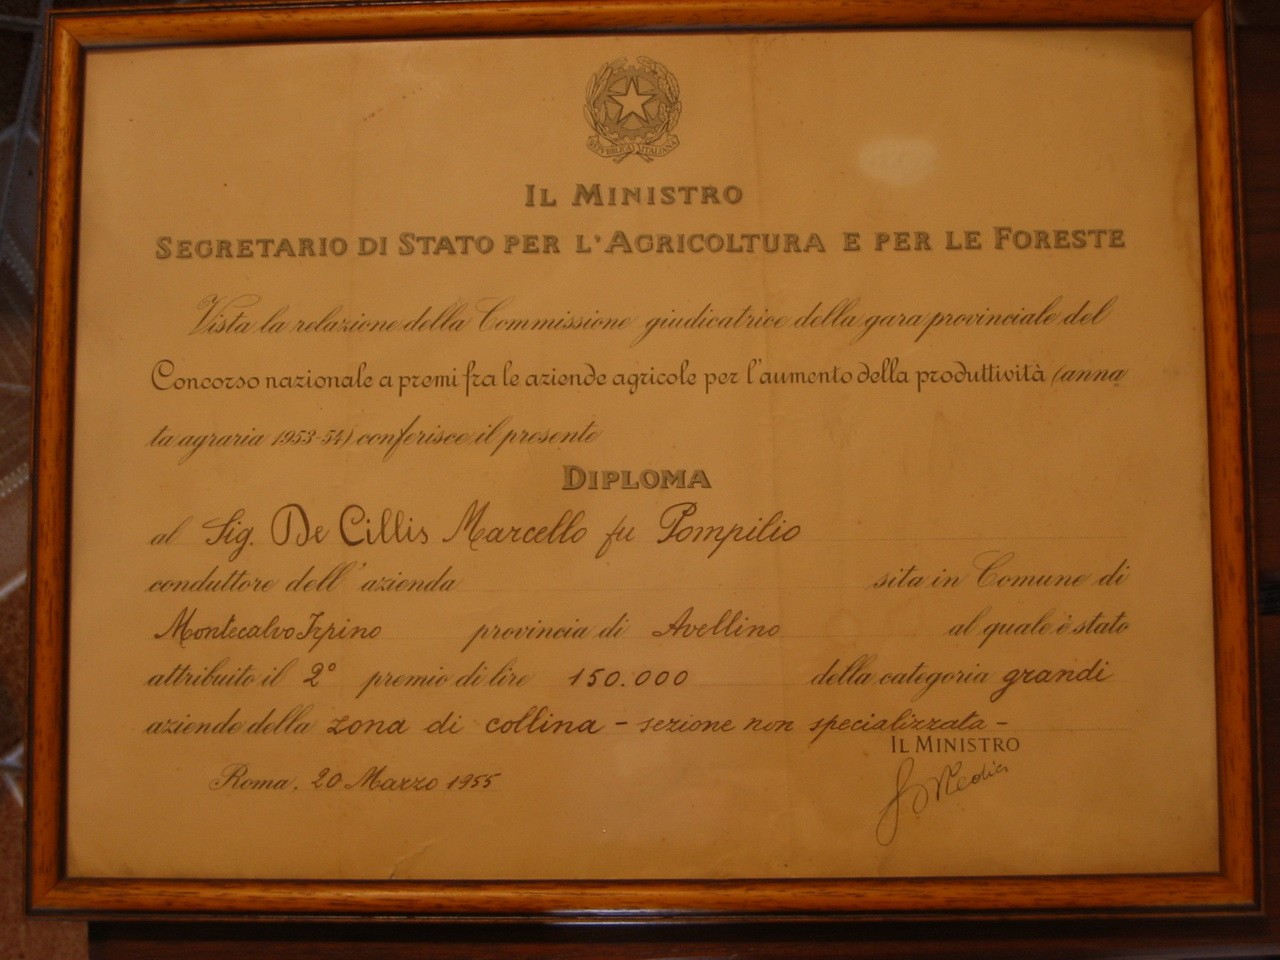 REPVBBLICA ITALIANA
IL MINISTRO
SEGRETARIO DI STATO PER L'AGRICOLTURA E PER LE FORESTE
Vista la relazione della Commissione giudicatrice della gara provinciale del
Concorso nazionale a premi fra le aziende agricole per l'aumento della produttività (anna
ta agraria 1953-54) conferisce il presente
DIPLOMA
al Sig. De Cillis Marcello fu Pompilio
conduttore dell'azienda sita in Comune di
Montecalvo Irpino provincia di Avellino al quale è stato
attribuito il 2° premio di lire 150.000 della categoria grandi
aziende della zona di collina - sezione non specializzata -
IL MINISTRO
Roma, 20 Marzo 1955